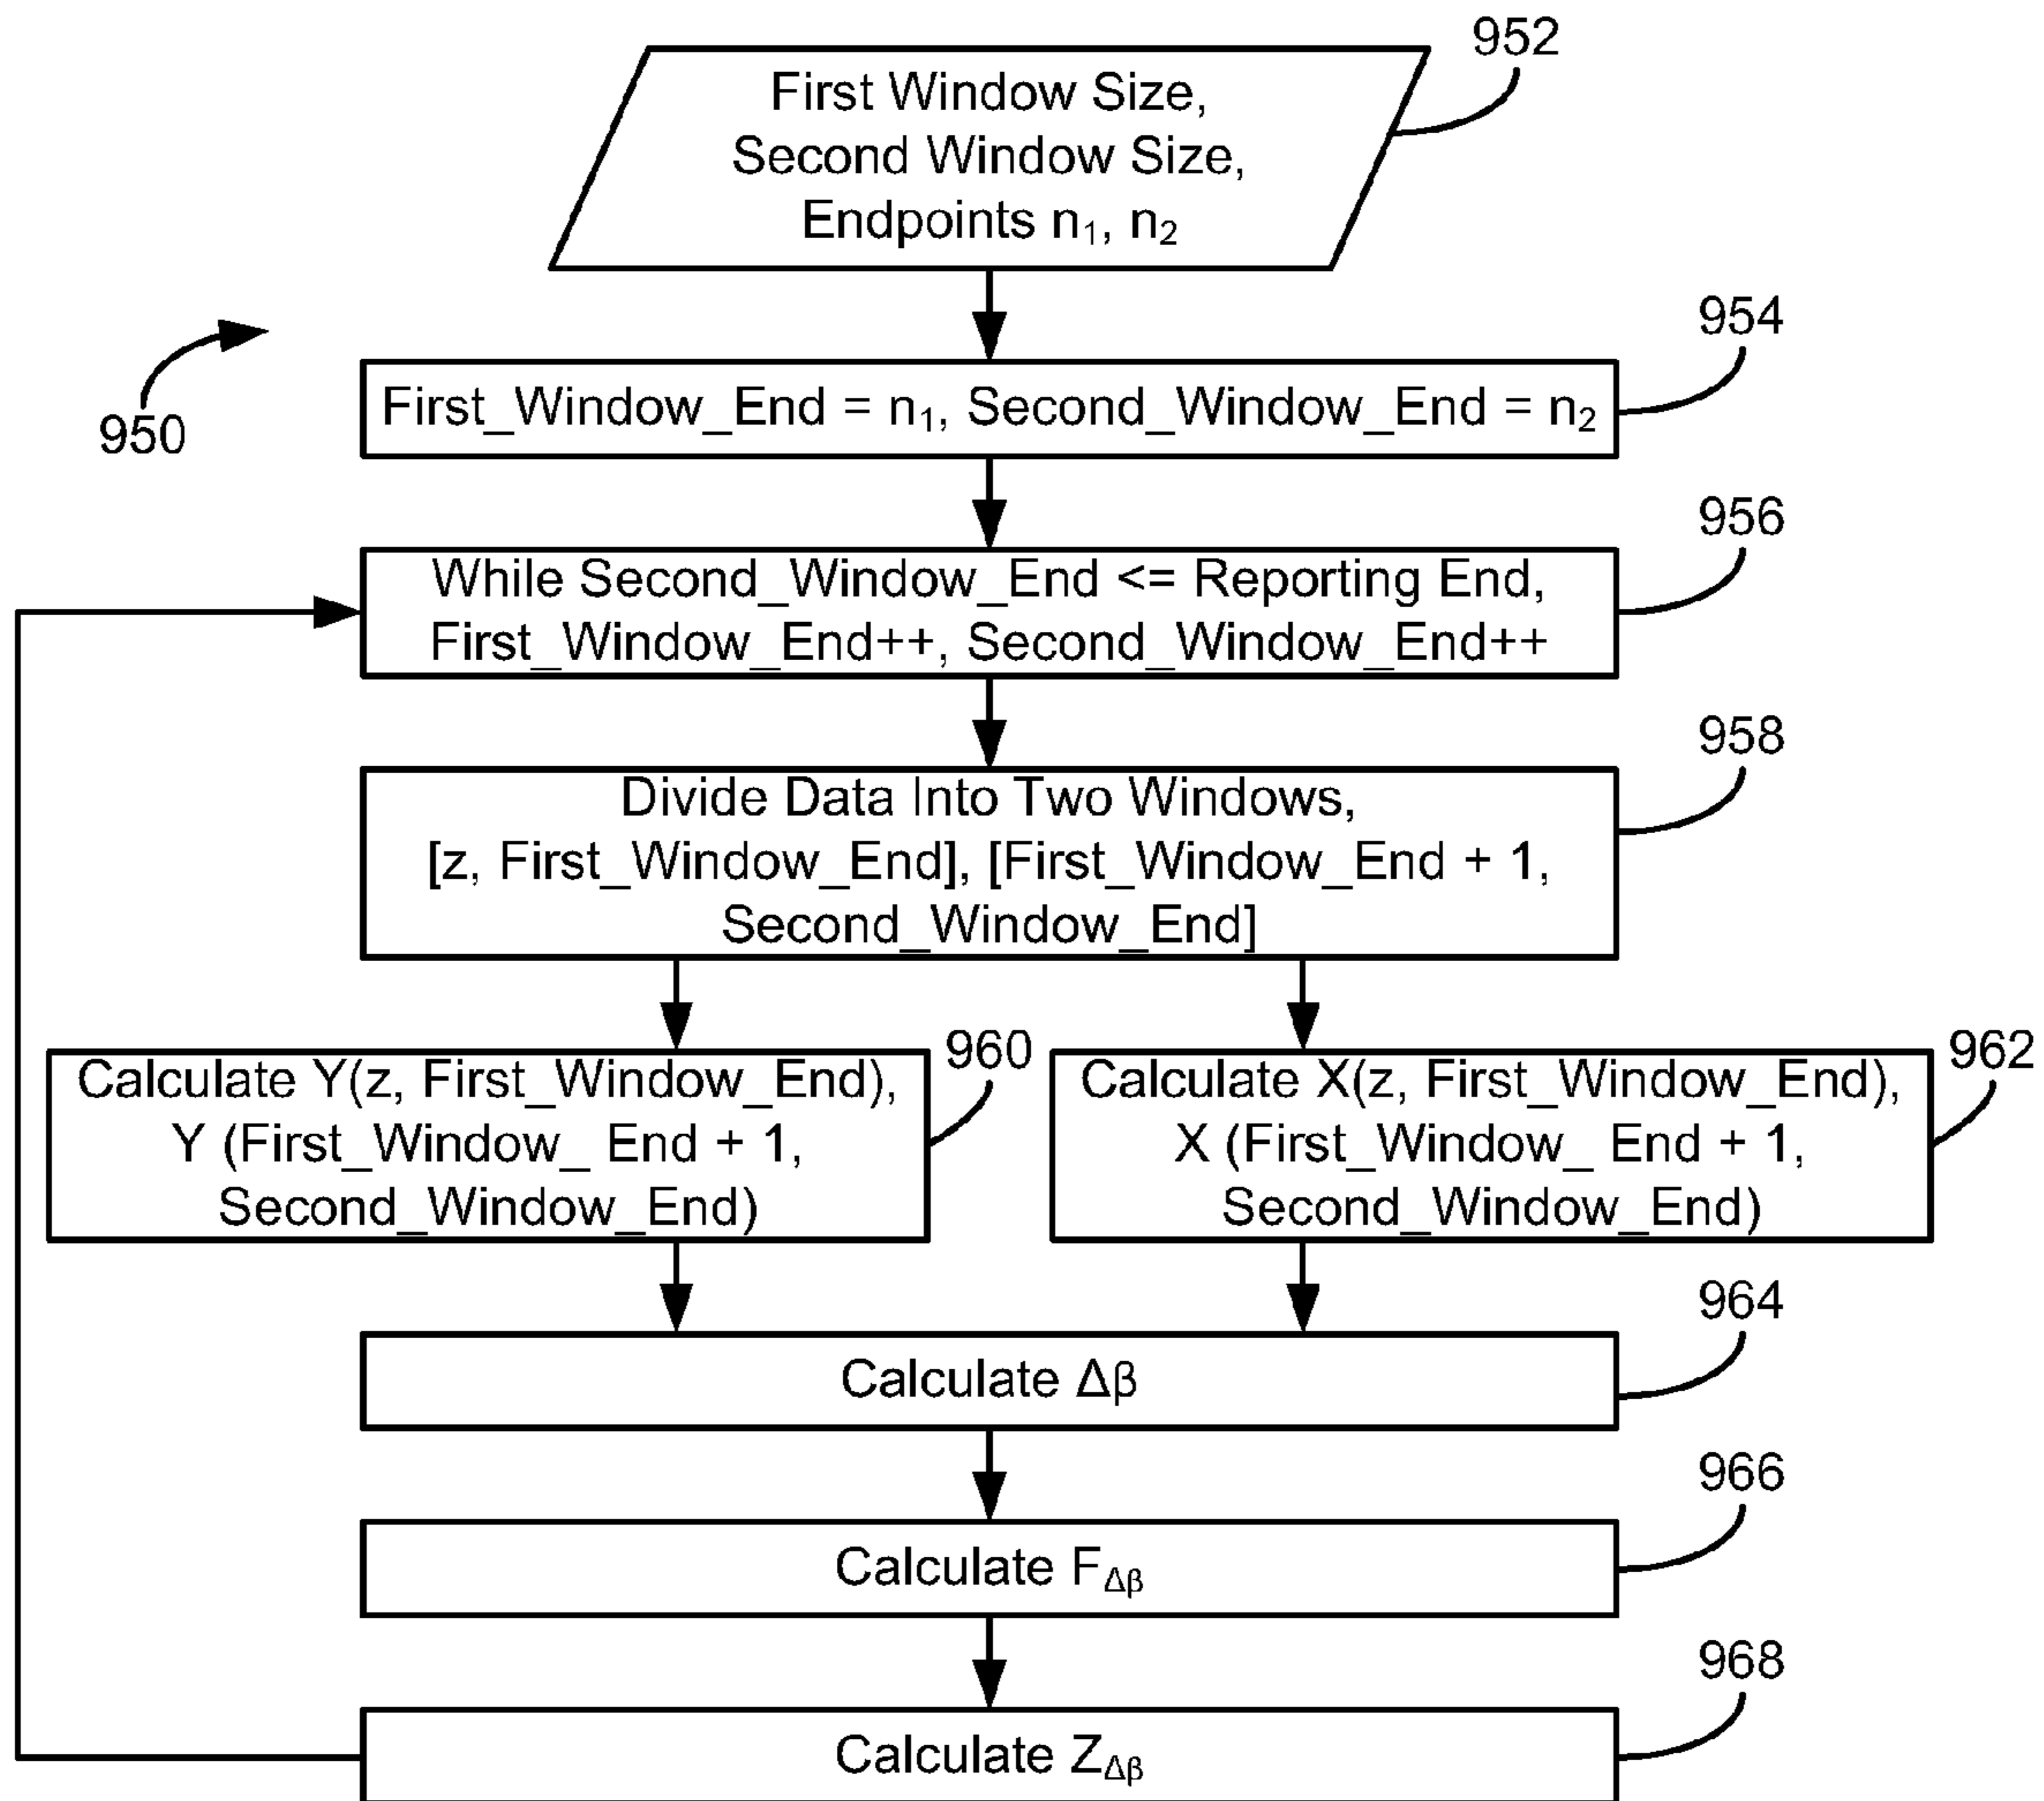 952
First Window Size,
Second Window Size,
Endpoints n₁, n₂
954
First_Window_End = n₁, Second_Window_End = n₂
950
956
While Second_Window_End <= Reporting End,
First_Window_End++, Second_Window_End++
958
Divide Data Into Two Windows,
[z, First_Window_End], [First_Window_End + 1,
Second_Window_End]
960
Calculate Y(z, First_Window_End),
Y (First_Window_ End + 1,
Second_Window_End)
962
Calculate X(z, First_Window_End),
X (First_Window_ End + 1,
Second_Window_End)
964
Calculate Δβ
966
Calculate F_Δβ
968
Calculate Z_Δβ